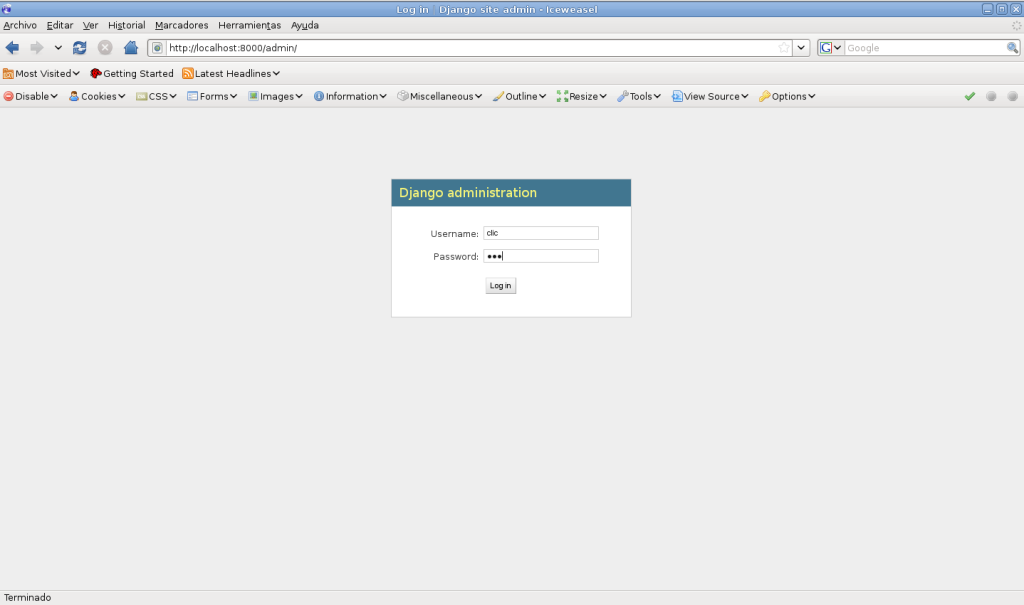 Log in | Django site admin - Iceweasel
Archivo Editar Ver Historial Marcadores Herramientas Ayuda
http://localhost:8000/admin/ Google
Most Visited Getting Started Latest Headlines
Disable Cookies CSS Forms Images Information Miscellaneous Outline Resize Tools View Source Options
Django administration
Username: clic
Password: •••
Log in
Terminado